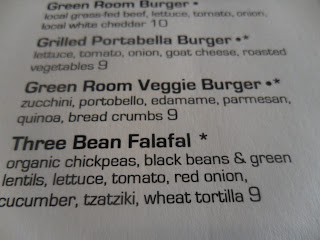 Green Room Burger •
local grass-fed beef, lettuce, tomato, onion,
local white cheddar 10
Grilled Portabella Burger •*
lettuce, tomato, onion, goat cheese, roasted
vegetables 9
Green Room Veggie Burger •*
zucchini, portobello, edamame, parmesan,
quinoa, bread crumbs 9
Three Bean Falafal *
organic chickpeas, black beans & green
lentils, lettuce, tomato, red onion,
cucumber, tzatziki, wheat tortilla 9